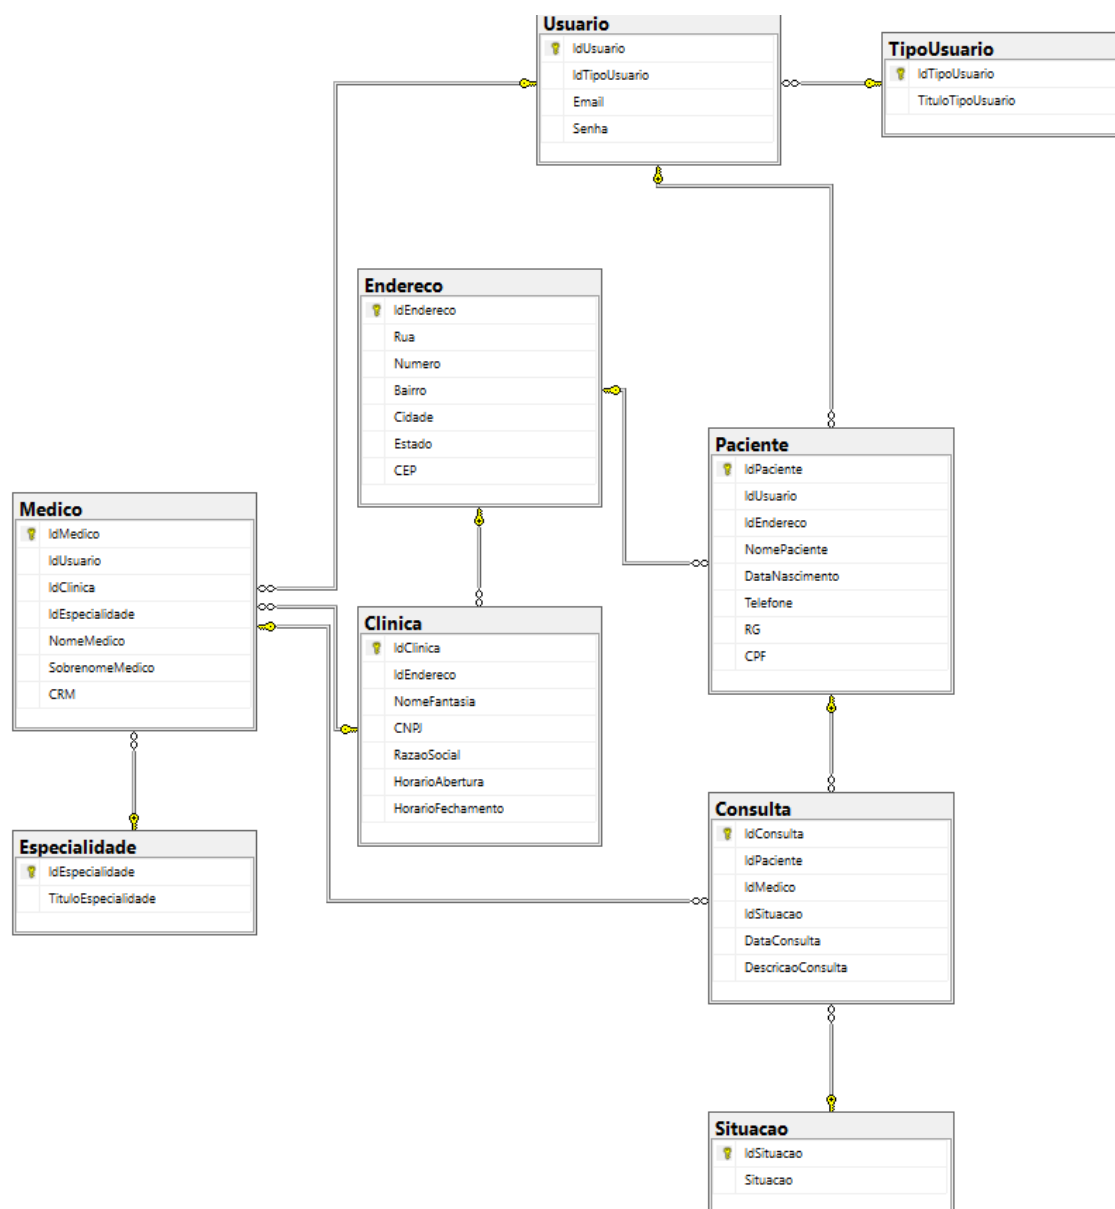 Usuario
IdUsuario
IdTipoUsuario
Email
Senha
TipoUsuario
IdTipoUsuario
TituloTipoUsuario
Endereco
IdEndereco
Rua
Numero
Bairro
Cidade
Estado
CEP
Paciente
IdPaciente
IdUsuario
IdEndereco
NomePaciente
DataNascimento
Telefone
RG
CPF
Medico
IdMedico
IdUsuario
IdClinica
IdEspecialidade
NomeMedico
SobrenomeMedico
CRM
Clinica
IdClinica
IdEndereco
NomeFantasia
CNPJ
RazaoSocial
HorarioAbertura
HorarioFechamento
Especialidade
IdEspecialidade
TituloEspecialidade
Consulta
IdConsulta
IdPaciente
IdMedico
IdSituacao
DataConsulta
DescricaoConsulta
Situacao
IdSituacao
Situacao